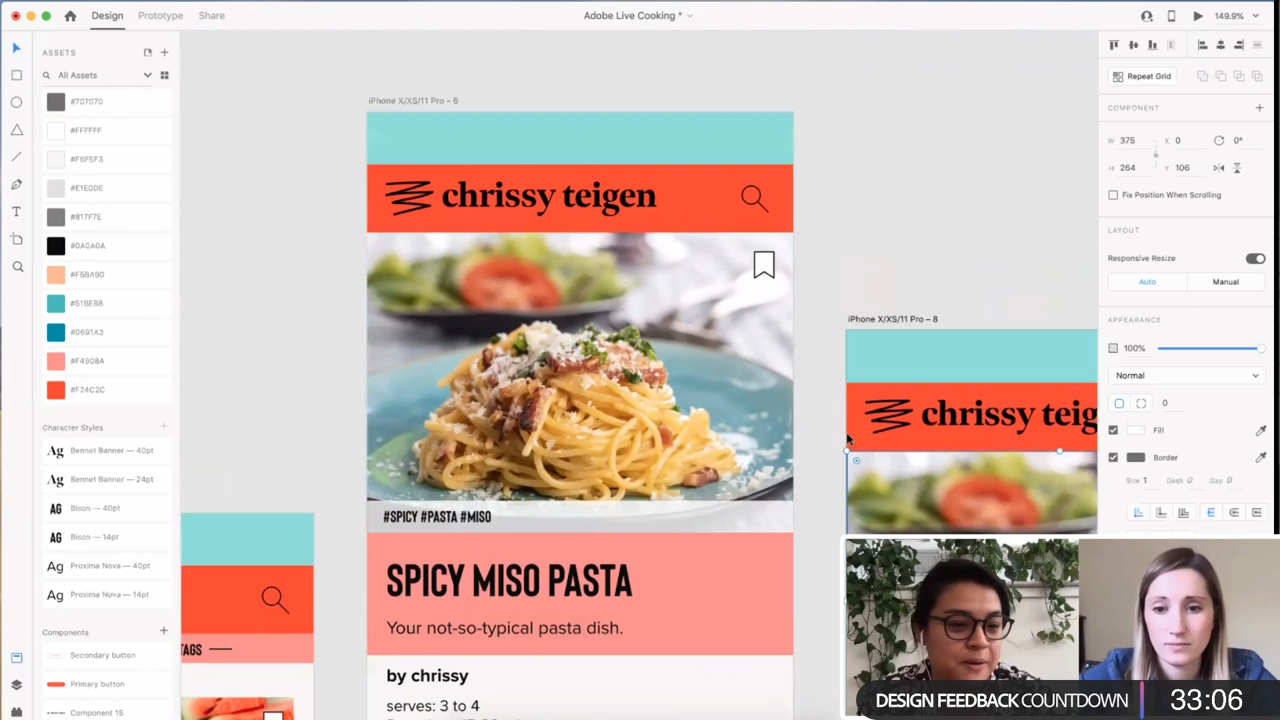 Design Prototype Share
Adobe Live Cooking *
149.9%
ASSETS
All Assets
#707070
#FFFFFF
#F6F5F3
#E1E0DE
#817F7E
#0A0A0A
#F5BA90
#51BEB8
#0691A3
#F4908A
#F24C2C
Character Styles
Ag Bennet Banner — 40pt
Ag Bennet Banner — 24pt
AG Bison — 40pt
AG Bison — 14pt
Ag Proxima Nova — 40pt
Ag Proxima Nova — 14pt
Components
Secondary button
Primary button
Component 15
TAGS
iPhone X/XS/11 Pro – 6
chrissy teigen
#SPICY #PASTA #MISO
SPICY MISO PASTA
Your not-so-typical pasta dish.
by chrissy
serves: 3 to 4
iPhone X/XS/11 Pro – 8
chrissy teig
Repeat Grid
COMPONENT
W 375 X 0 0°
H 264 Y 106
Fix Position When Scrolling
LAYOUT
Responsive Resize
Auto Manual
APPEARANCE
100%
Normal
0
Fill
Border
Size 1 Dash 0 Gap 0
DESIGN FEEDBACK COUNTDOWN 33:06